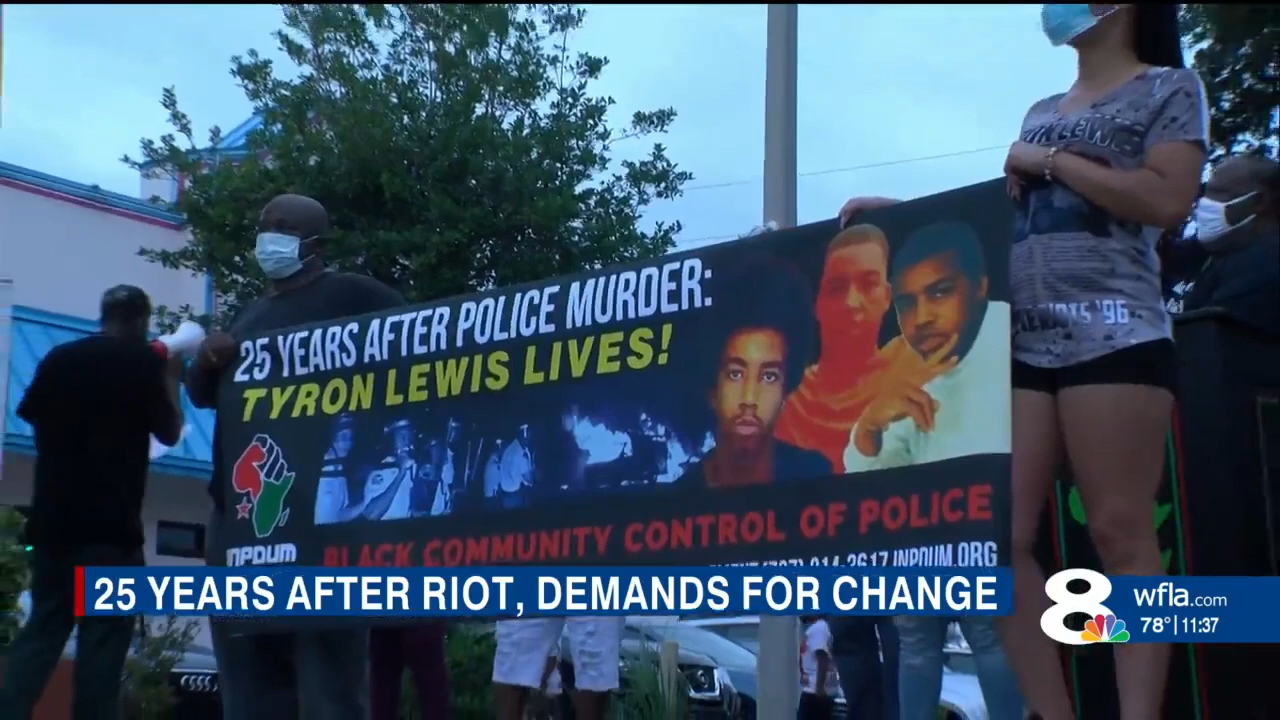 25 YEARS AFTER POLICE MURDER:
TYRON LEWIS LIVES!
BLACK COMMUNITY CONTROL OF POLICE
INPDUM
INPDUM.ORG
'96
25 YEARS AFTER RIOT, DEMANDS FOR CHANGE
8
wfla.com
78° | 11:37